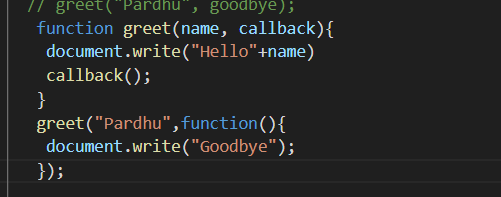 // greet("Pardhu", goodbye);
function greet(name, callback){
document.write("Hello"+name)
callback();
}
greet("Pardhu",function(){
document.write("Goodbye");
});